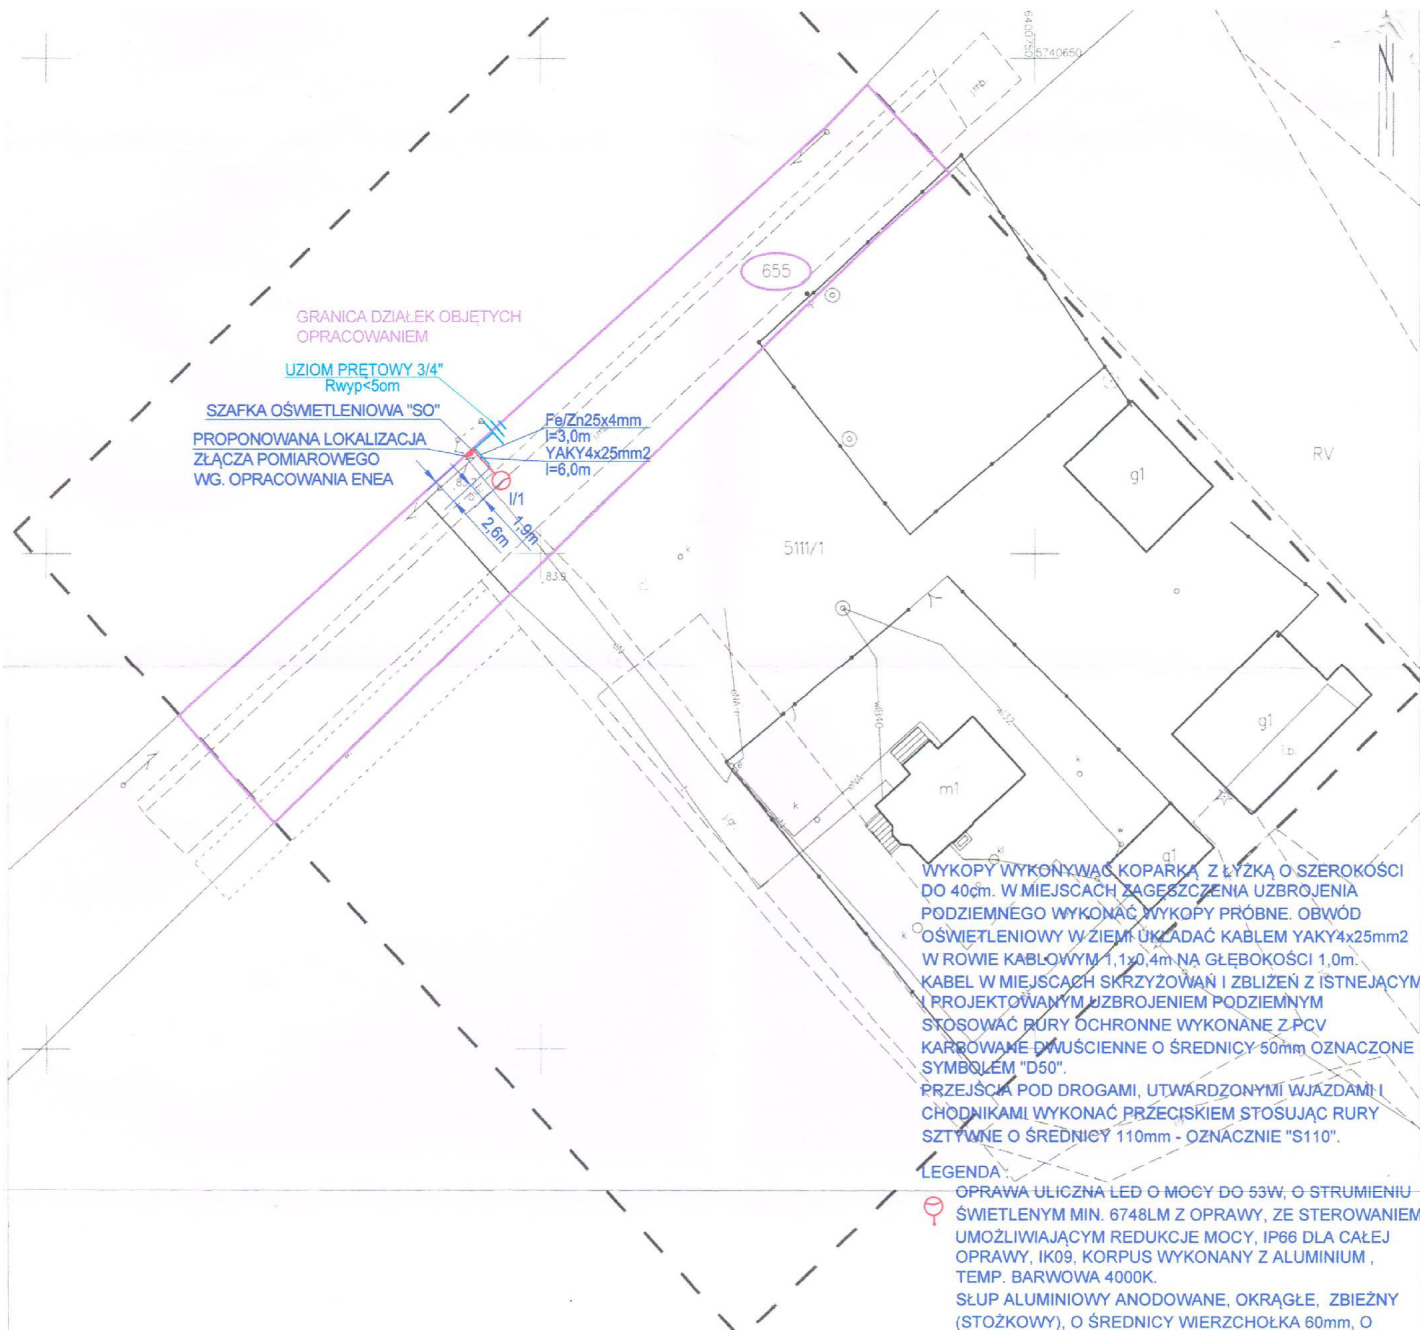 6400750
5740650
j.mb
655
GRANICA DZIAŁEK OBJĘTYCH
OPRACOWANIEM
UZIOM PRĘTOWY 3/4"
Rwyp<5om
SZAFKA OŚWIETLENIOWA "SO"
PROPONOWANA LOKALIZACJA
ZŁĄCZA POMIAROWEGO
WG. OPRACOWANIA ENEA
Fe/Zn25x4mm
l=3,0m
YAKY4x25mm2
l=6,0m
I/1
2,6m
1,9m
83.9
5111/1
RV
g1
k
eNA
wB40
w32
m1
g1
i.b.
k
k
g1
WYKOPY WYKONYWAĆ KOPARKĄ Z ŁYŻKĄ O SZEROKOŚCI
DO 40cm. W MIEJSCACH ZAGĘSZCZENIA UZBROJENIA
PODZIEMNEGO WYKONAĆ WYKOPY PRÓBNE. OBWÓD
OŚWIETLENIOWY W ZIEMI UKŁADAĆ KABLEM YAKY4x25mm2
W ROWIE KABLOWYM 1,1x0,4m NA GŁĘBOKOŚCI 1,0m.
KABEL W MIEJSCACH SKRZYŻOWAŃ I ZBLIŻEŃ Z ISTNEJĄCYM
I PROJEKTOWANYM UZBROJENIEM PODZIEMNYM
STOSOWAĆ RURY OCHRONNE WYKONANE Z PCV
KARBOWANE DWUŚCIENNE O ŚREDNICY 50mm OZNACZONE
SYMBOLEM "D50".
PRZEJŚCIA POD DROGAMI, UTWARDZONYMI WJAZDAMI I
CHODNIKAMI WYKONAĆ PRZECISKIEM STOSUJĄC RURY
SZTYWNE O ŚREDNICY 110mm - OZNACZNIE "S110".
LEGENDA :
OPRAWA ULICZNA LED O MOCY DO 53W, O STRUMIENIU
ŚWIETLENYM MIN. 6748LM Z OPRAWY, ZE STEROWANIEM
UMOŻLIWIAJĄCYM REDUKCJE MOCY, IP66 DLA CAŁEJ
OPRAWY, IK09, KORPUS WYKONANY Z ALUMINIUM ,
TEMP. BARWOWA 4000K.
SŁUP ALUMINIOWY ANODOWANE, OKRĄGŁE, ZBIEŻNY
(STOŻKOWY), O ŚREDNICY WIERZCHOŁKA 60mm, O